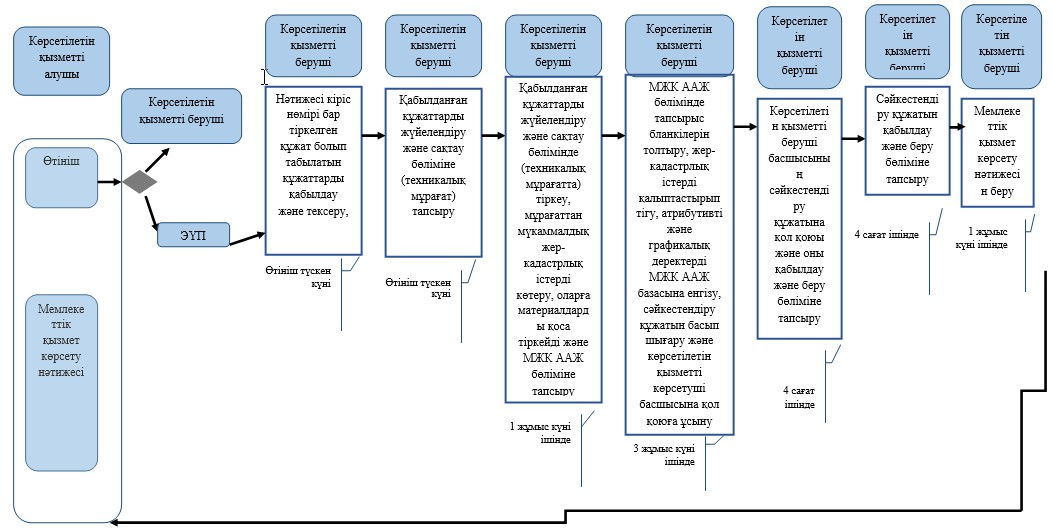 Көрсетілетін
қызметті
алушы
Көрсетілетін
қызметті беруші
Өтініш
ЭҮП
Мемлеке
ттік
қызмет
көрсету
нәтижесі
Көрсетілетін
қызметті
беруші
Нәтижесі кіріс
нөмірі бар
тіркелген
құжат болып
табылатын
құжаттарды
қабылдау
және тексеру,
Өтініш түскен
күні
Көрсетілетін
қызметті
беруші
Қабылданған
құжаттарды
жүйелендіру
және сақтау
бөліміне
(техникалық
мұрағат)
тапсыру
Өтініш түскен
күні
Көрсетілетін
қызметті
беруші
Қабылданған
құжаттарды
жүйелендіру
және сақтау
бөлімінде
(техникалық
мұрағатта)
тіркеу,
мұрағаттан
мүкаммалдық
жер-
кадастрлық
істерді
көтеру, оларға
материалдард
ы қоса
тіркейді және
МЖК ААЖ
бөліміне
тапсыру
1 жұмыс күні
ішінде
Көрсетілетін
қызметті
беруші
МЖК ААЖ
бөлімінде
тапсырыс
бланкілерін
толтыру, жер-
кадастрлық
істерді
қалыптастырып
тігу, атрибутивті
және
графикалық
деректерді
МЖК ААЖ
базасына енгізу,
сәйкестендіру
құжатын басып
шығару және
көрсетілетін
қызметті
көрсетуші
басшысына қол
қоюға ұсыну
3 жұмыс күні
ішінде
Көрсетілет
ін
қызметті
беруші
Көрсетілеті
н қызметті
беруші
басшысыны
ң
сәйкестенді
ру
құжатына
қол қоюы
және оны
қабылдау
және беру
бөліміне
тапсыру
4 сағат
ішінде
Көрсетілет
ін
қызметті
беруші
Сәйкестенді
ру құжатын
қабылдау
және беру
бөліміне
тапсыру
4 сағат ішінде
Көрсетіле
тін
қызметті
беруші
Мемлеке
ттік
қызмет
көрсету
нәтижесі
н беру
1 жұмыс
күні ішінде